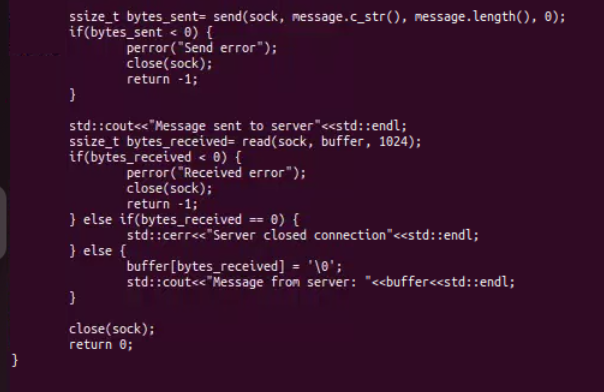 ssize_t bytes_sent= send(sock, message.c_str(), message.length(), 0);
if(bytes_sent < 0) {
perror("Send error");
close(sock);
return -1;
}
std::cout<<"Message sent to server"<<std::endl;
ssize_t bytes_received= read(sock, buffer, 1024);
if(bytes_received < 0) {
perror("Received error");
close(sock);
return -1;
} else if(bytes_received == 0) {
std::cerr<<"Server closed connection"<<std::endl;
} else {
buffer[bytes_received] = '\0';
std::cout<<"Message from server: "<<buffer<<std::endl;
}
close(sock);
return 0;
}